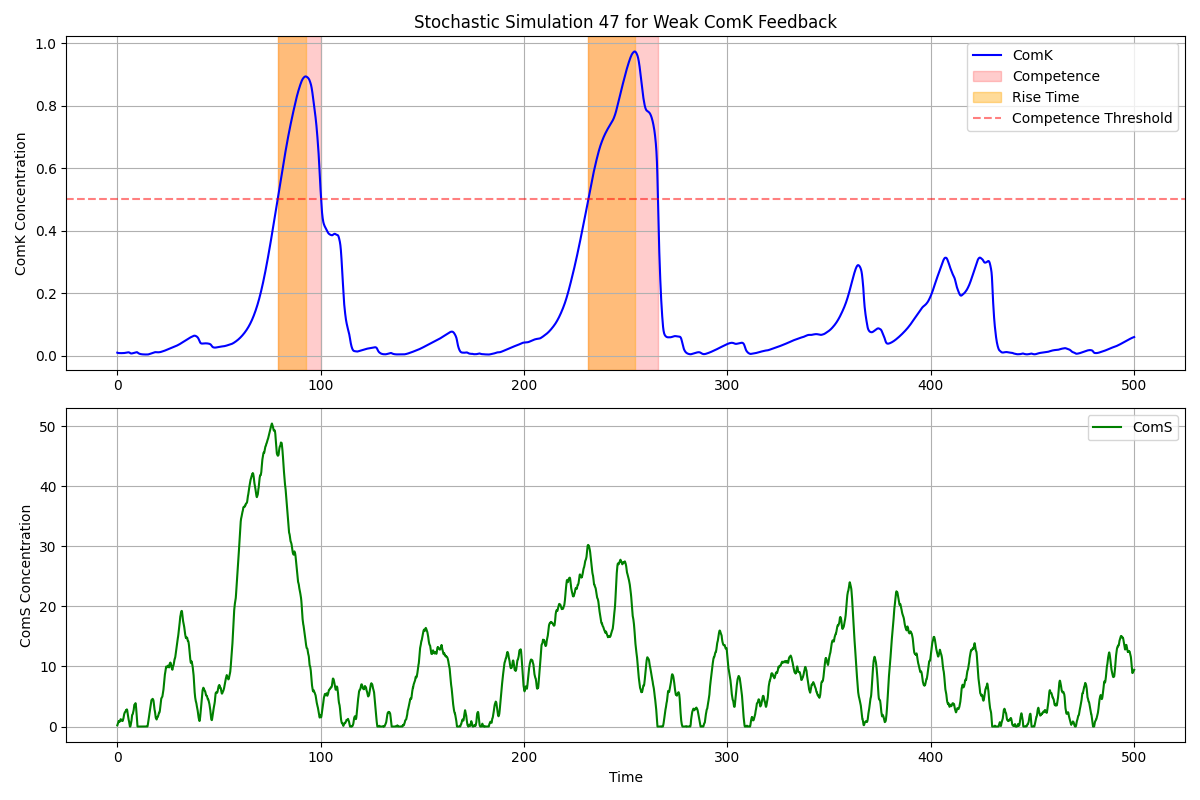 Stochastic Simulation 47 for Weak ComK Feedback
ComK Concentration
1.0
0.8
0.6
0.4
0.2
0.0
0 100 200 300 400 500
ComK
Competence
Rise Time
Competence Threshold
ComS Concentration
50
40
30
20
10
0
0 100 200 300 400 500
ComS
Time